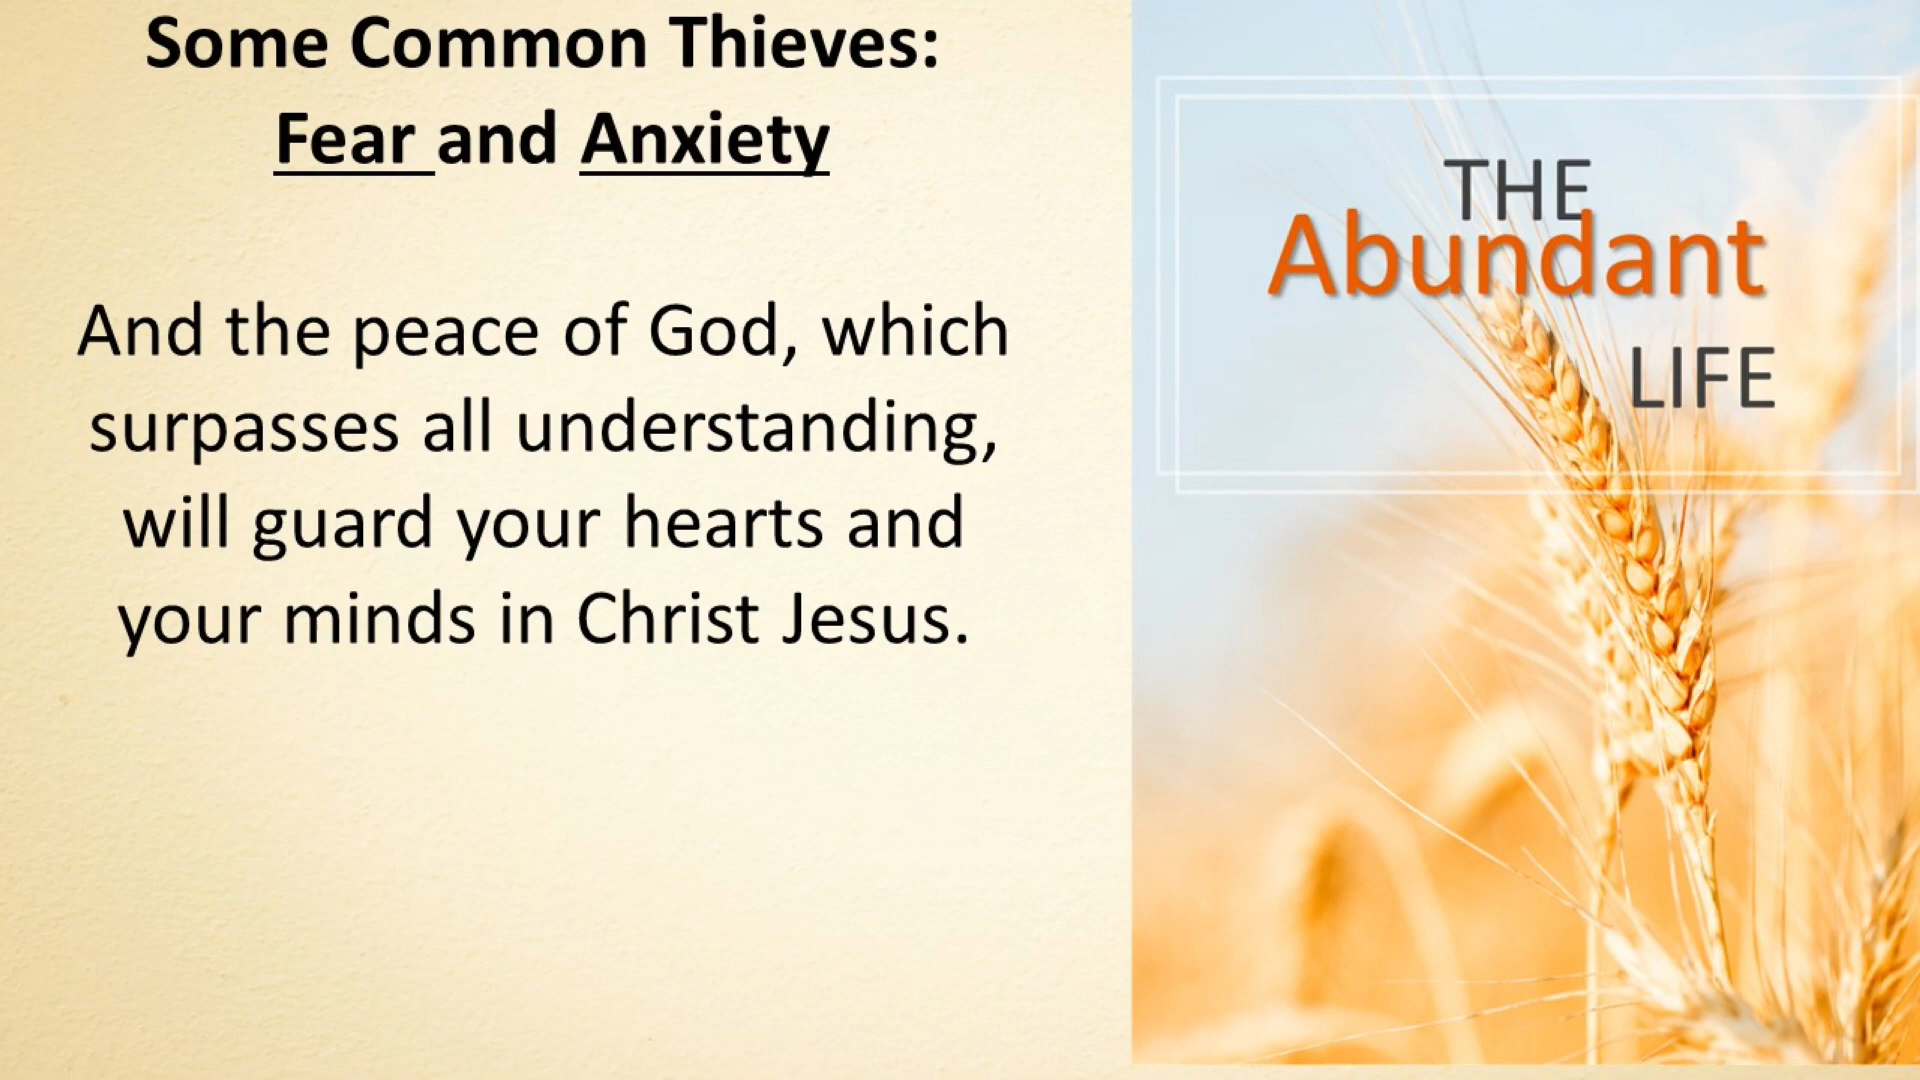 Some Common Thieves:
Fear and Anxiety
And the peace of God, which
surpasses all understanding,
will guard your hearts and
your minds in Christ Jesus.
THE
Abundant
LIFE